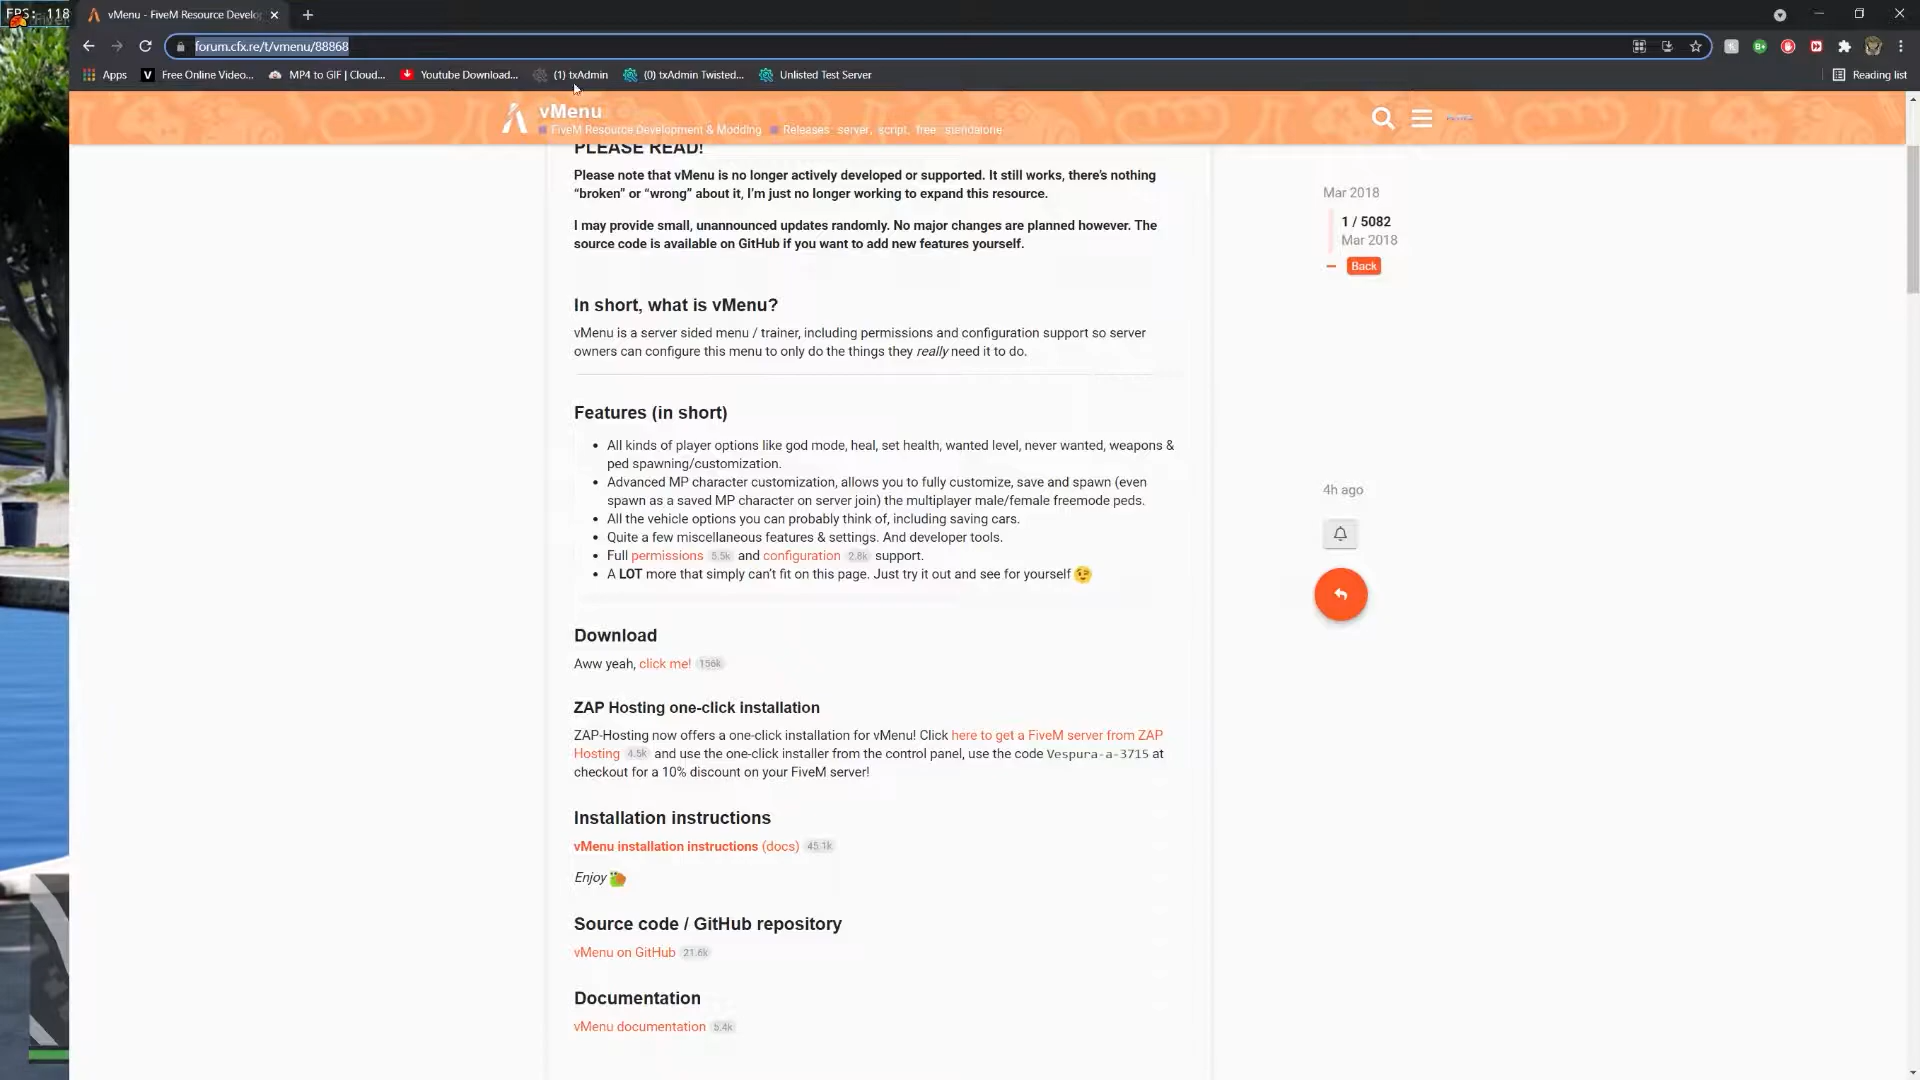 FPS: 118
vMenu - FiveM Resource Develop
forum.cfx.re/t/vmenu/88868
Apps
Free Online Video...
MP4 to GIF | Cloud...
Youtube Download...
(1) txAdmin
(0) txAdmin Twisted...
Unlisted Test Server
Reading list
vMenu
FiveM Resource Development & Modding Releases server, script, free, standalone
PLEASE READ!
Please note that vMenu is no longer actively developed or supported. It still works, there's nothing
“broken” or “wrong” about it, I'm just no longer working to expand this resource.
I may provide small, unannounced updates randomly. No major changes are planned however. The
source code is available on GitHub if you want to add new features yourself.
Mar 2018
1 / 5082
Mar 2018
Back
In short, what is vMenu?
vMenu is a server sided menu / trainer, including permissions and configuration support so server
owners can configure this menu to only do the things they really need it to do.
Features (in short)
• All kinds of player options like god mode, heal, set health, wanted level, never wanted, weapons &
ped spawning/customization.
• Advanced MP character customization, allows you to fully customize, save and spawn (even
spawn as a saved MP character on server join) the multiplayer male/female freemode peds.
• All the vehicle options you can probably think of, including saving cars.
• Quite a few miscellaneous features & settings. And developer tools.
• Full permissions 5.5k and configuration 2.8k support.
• A LOT more that simply can't fit on this page. Just try it out and see for yourself 😉
4h ago
Download
Aww yeah, click me! 156k
ZAP Hosting one-click installation
ZAP-Hosting now offers a one-click installation for vMenu! Click here to get a FiveM server from ZAP
Hosting 4.5k and use the one-click installer from the control panel, use the code Vespura-a-3715 at
checkout for a 10% discount on your FiveM server!
Installation instructions
vMenu installation instructions (docs) 45.1k
Enjoy
Source code / GitHub repository
vMenu on GitHub 21.6k
Documentation
vMenu documentation 5.4k